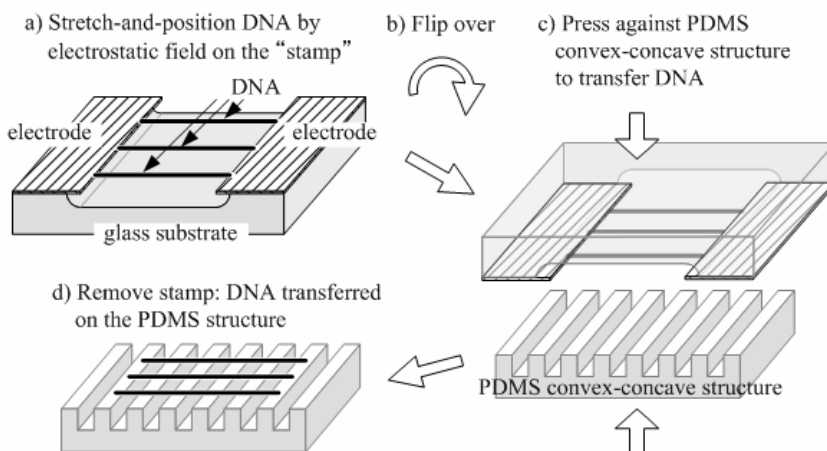 a) Stretch-and-position DNA by
electrostatic field on the “stamp”
DNA
electrode
electrode
glass substrate
b) Flip over
c) Press against PDMS
convex-concave structure
to transfer DNA
PDMS convex-concave structure
d) Remove stamp: DNA transferred
on the PDMS structure